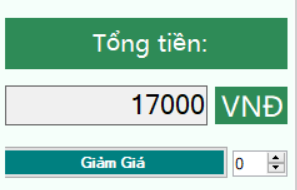 Tổng tiền:
17000 VNĐ
Giảm Giá 0